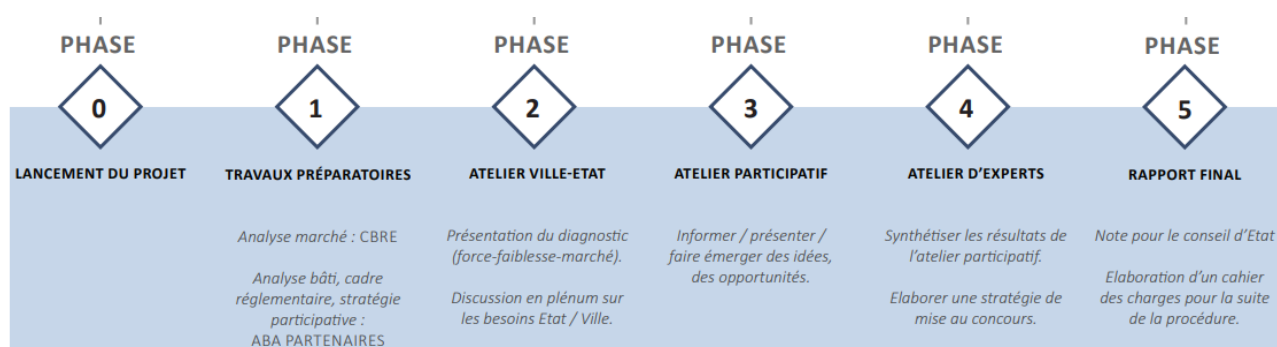 PHASE
0
LANCEMENT DU PROJET
PHASE
1
TRAVAUX PRÉPARATOIRES
Analyse marché : CBRE
Analyse bâti, cadre
réglementaire, stratégie
participative :
ABA PARTENAIRES
PHASE
2
ATELIER VILLE-ETAT
Présentation du diagnostic
(force-faiblesse-marché).
Discussion en plénum sur
les besoins Etat / Ville.
PHASE
3
ATELIER PARTICIPATIF
Informer / présenter /
faire émerger des idées,
des opportunités.
PHASE
4
ATELIER D'EXPERTS
Synthétiser les résultats de
l'atelier participatif.
Elaborer une stratégie de
mise au concours.
PHASE
5
RAPPORT FINAL
Note pour le conseil d'Etat
Elaboration d'un cahier
des charges pour la suite
de la procédure.